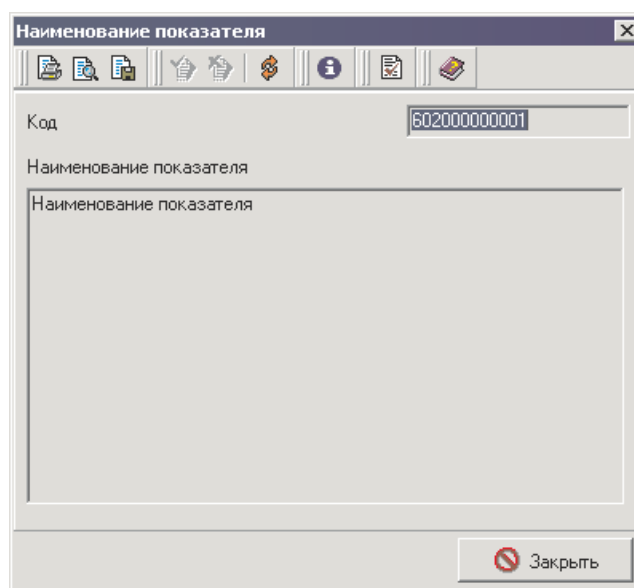 Наименование показателя
Код
602000000001
Наименование показателя
Наименование показателя
Закрыть